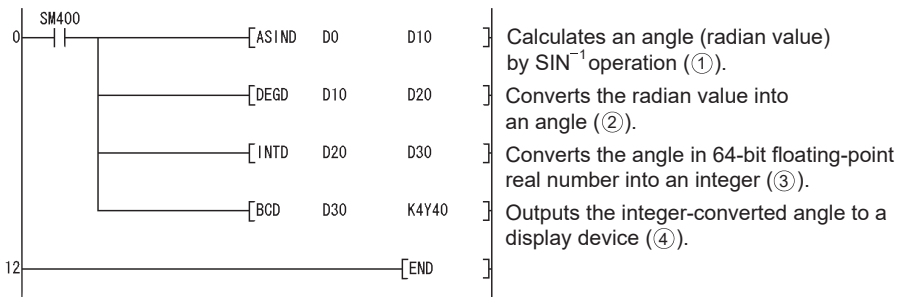 SM400
0 [ASIND D0 D10 ] Calculates an angle (radian value)
by SIN⁻¹ operation (①).
[DEGD D10 D20 ] Converts the radian value into
an angle (②).
[INTD D20 D30 ] Converts the angle in 64-bit floating-point
real number into an integer (③).
[BCD D30 K4Y40 ] Outputs the integer-converted angle to a
display device (④).
12 [END ]